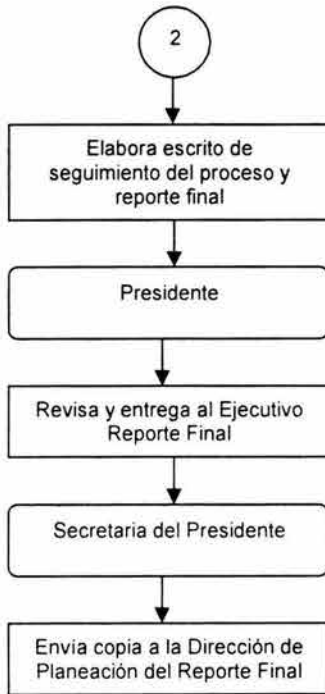 2
Elabora escrito de
seguimiento del proceso y
reporte final
Presidente
Revisa y entrega al Ejecutivo
Reporte Final
Secretaria del Presidente
Envía copia a la Dirección de
Planeación del Reporte Final